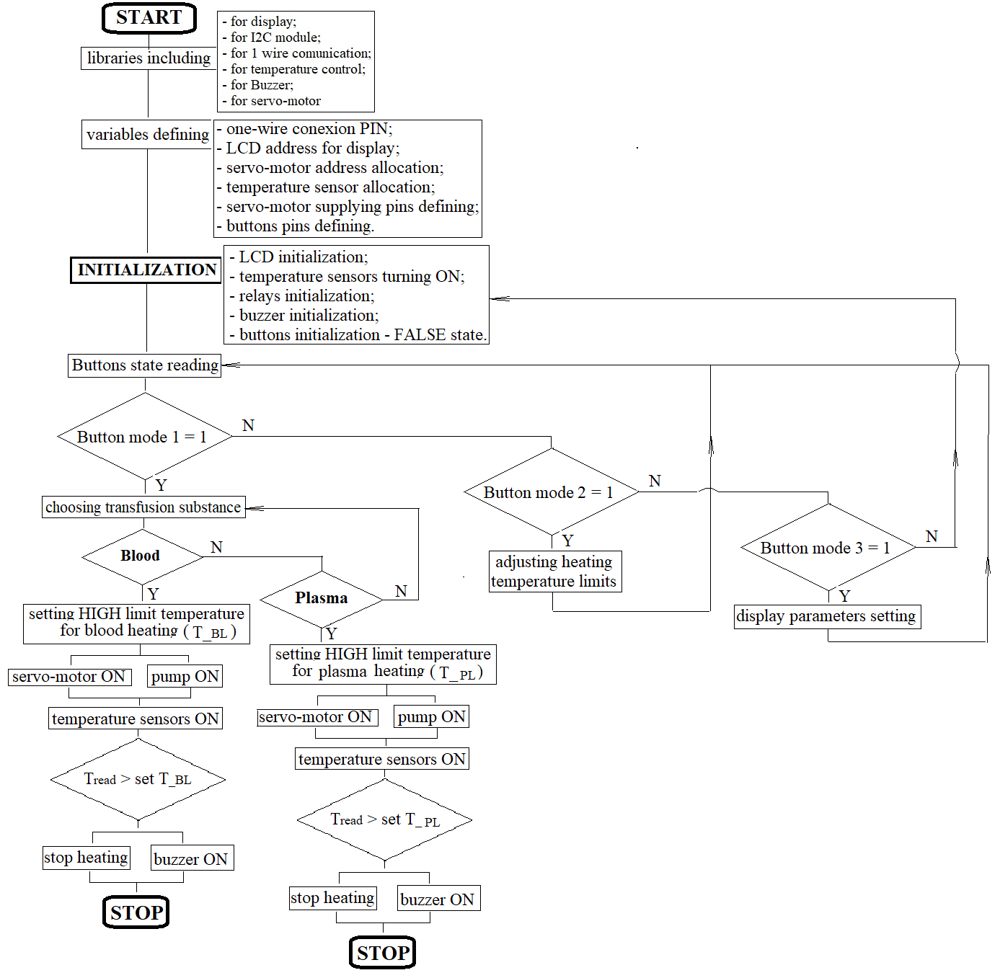 START
- for display;
- for I2C module;
- for 1 wire comunication;
- for temperature control;
- for Buzzer;
- for servo-motor
libraries including
variables defining
- one-wire conexion PIN;
- LCD address for display;
- servo-motor address allocation;
- temperature sensor allocation;
- servo-motor supplying pins defining;
- buttons pins defining.
INITIALIZATION
- LCD initialization;
- temperature sensors turning ON;
- relays initialization;
- buzzer initialization;
- buttons initialization - FALSE state.
Buttons state reading
Button mode 1 = 1
N
Y
Button mode 2 = 1
N
Y
adjusting heating
temperature limits
Button mode 3 = 1
N
Y
display parameters setting
choosing transfusion substance
Blood
N
Y
Plasma
N
Y
setting HIGH limit temperature
for blood heating ( T_BL )
servo-motor ON
pump ON
temperature sensors ON
Tread > set T_BL
stop heating
buzzer ON
STOP
setting HIGH limit temperature
for plasma heating ( T_ PL )
servo-motor ON
pump ON
temperature sensors ON
Tread > set T_ PL
stop heating
buzzer ON
STOP